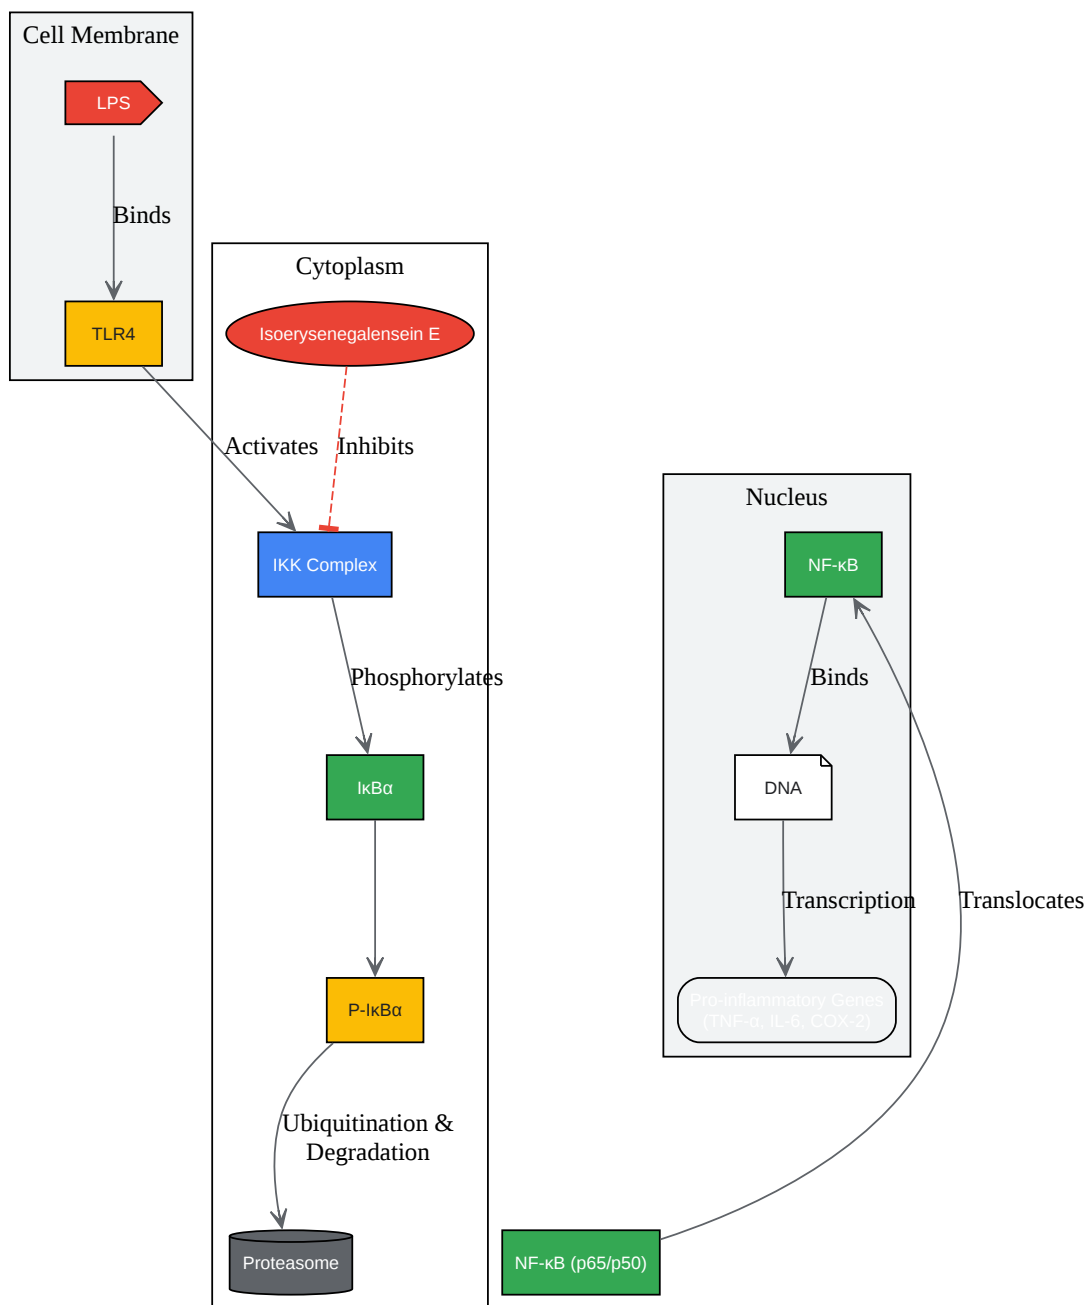 Cell Membrane
LPS
Binds
TLR4
Cytoplasm
Isoerysenegalensein E
Activates
Inhibits
IKK Complex
Phosphorylates
IκBα
P-IκBα
Ubiquitination &
Degradation
Proteasome
NF-κB (p65/p50)
Translocates
Nucleus
NF-κB
Binds
DNA
Transcription
Pro-inflammatory Genes
(TNF-α, IL-6, COX-2)